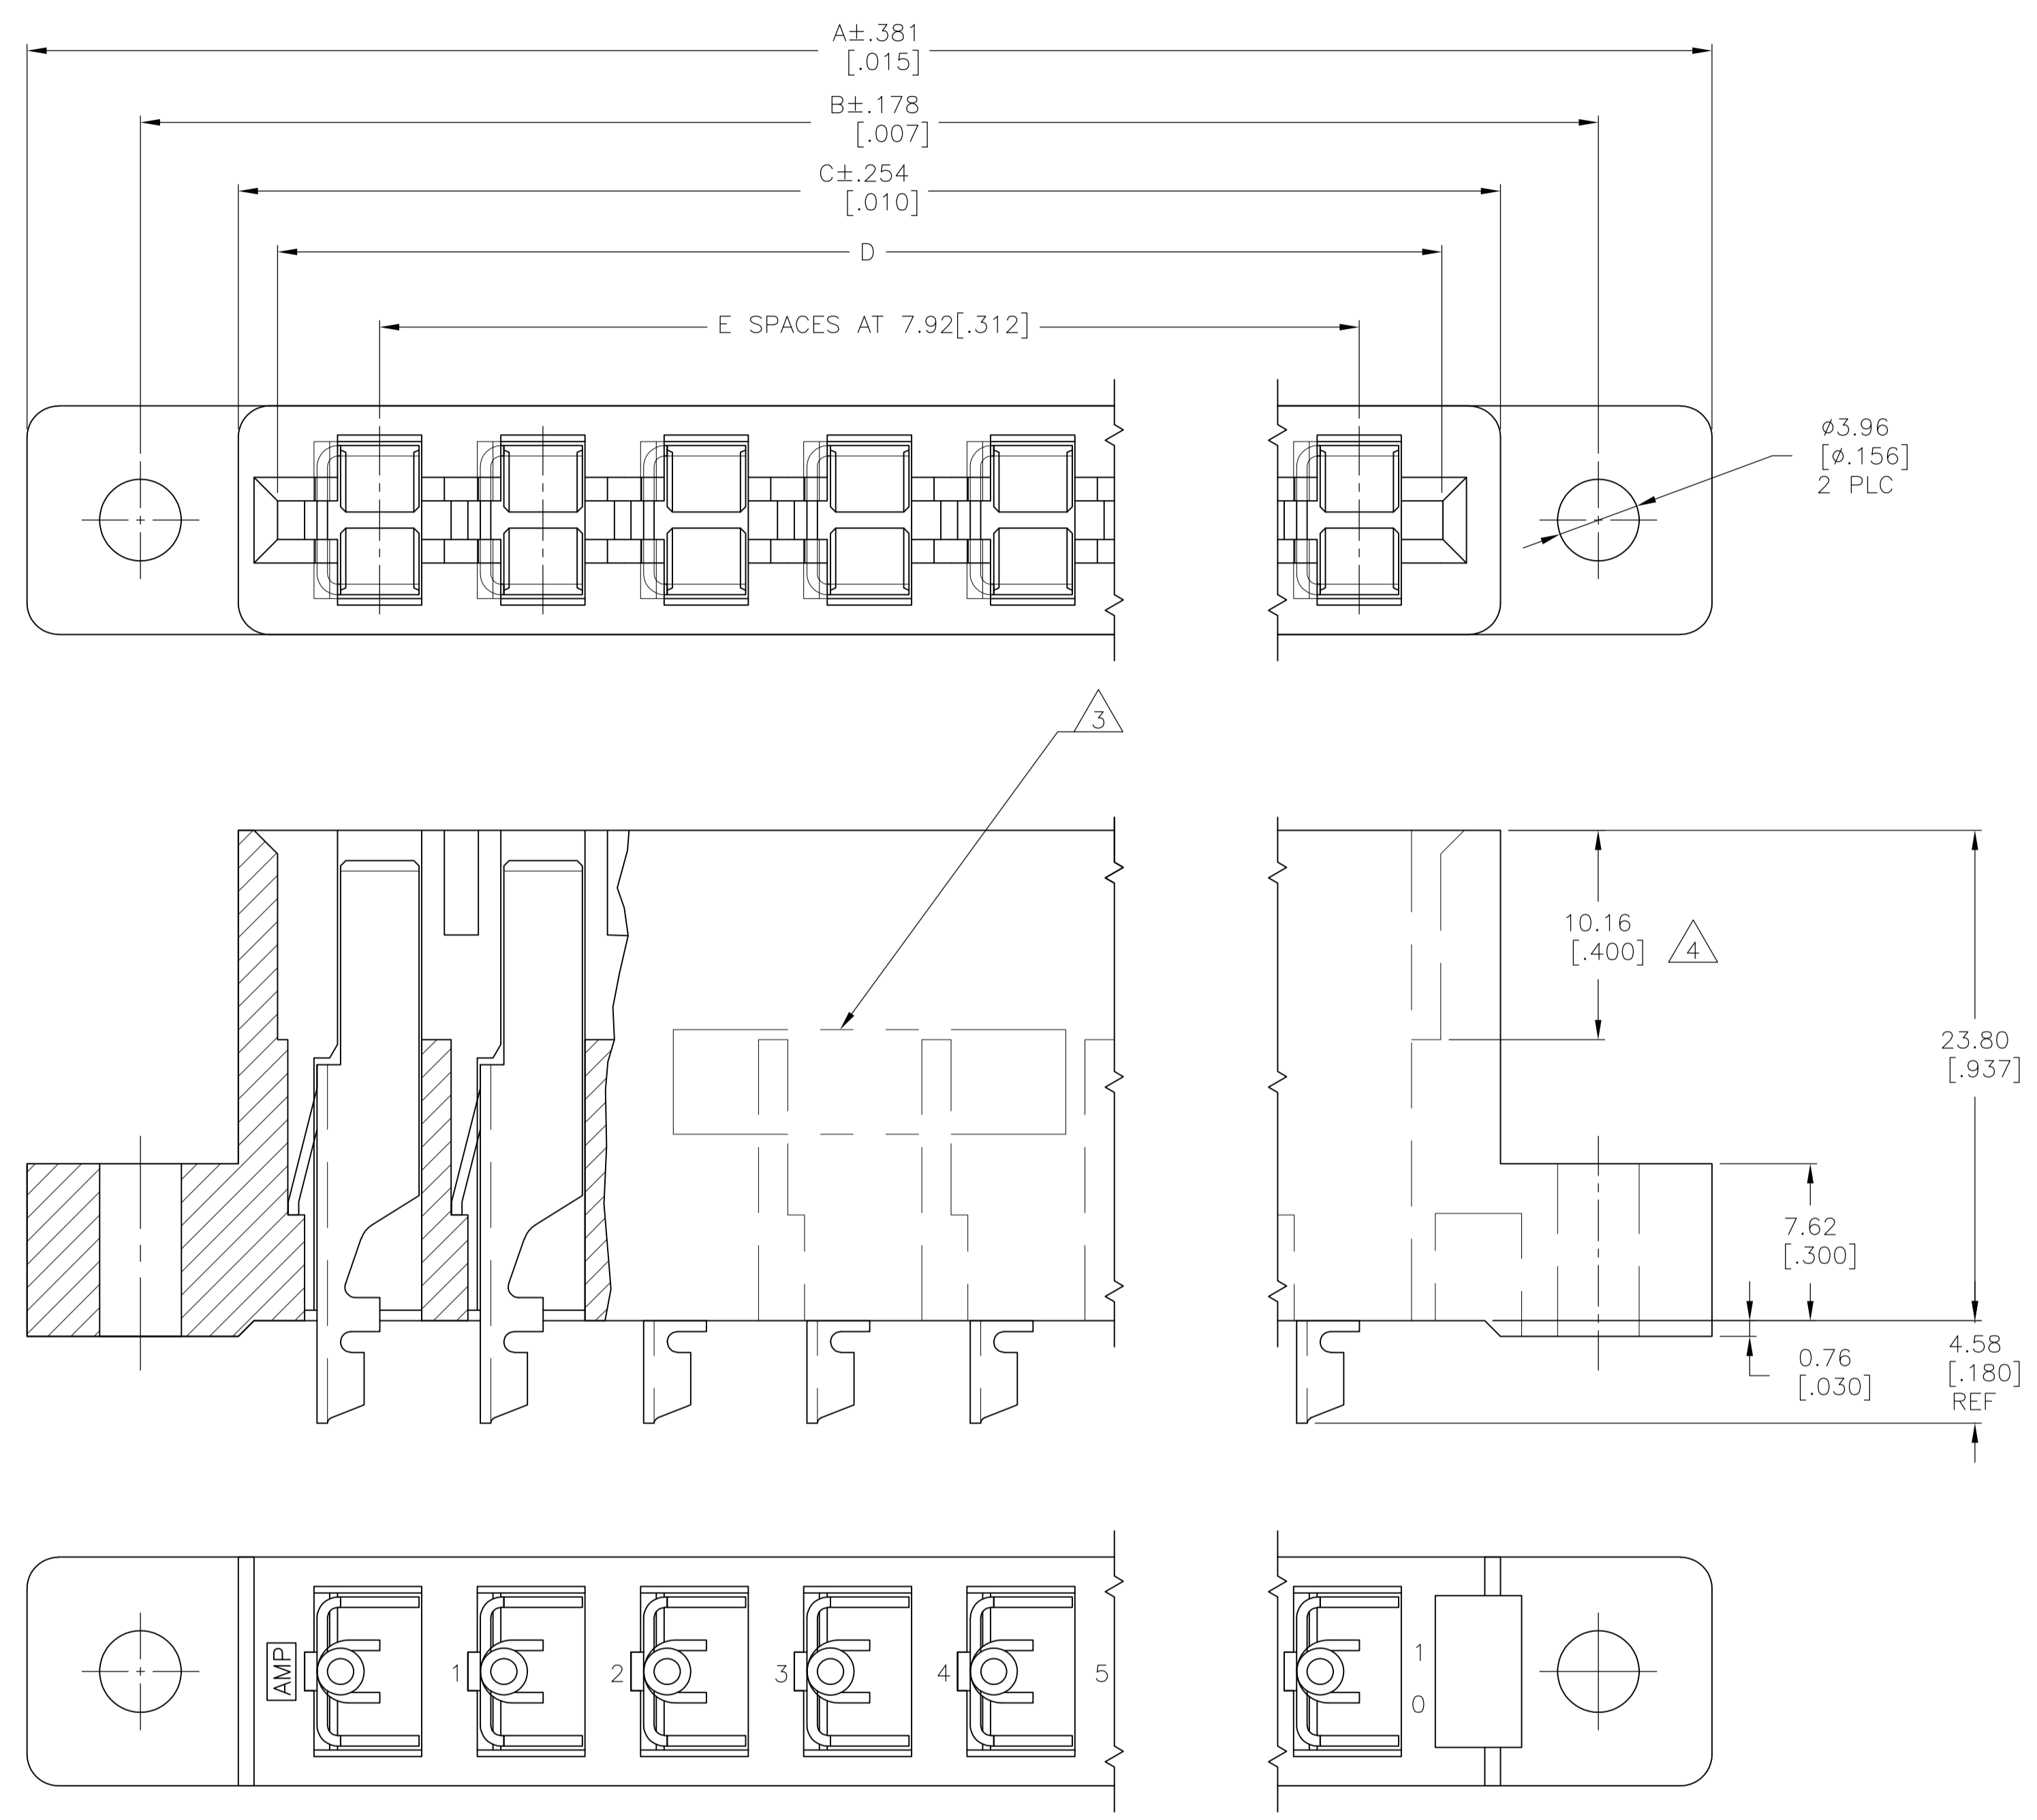 A±.381
[.015]
B±.178
[.007]
C±.254
[.010]
D
E SPACES AT 7.92[.312]
ø3.96
[ø.156]
2 PLC
3
10.16
[.400]
4
23.80
[.937]
7.62
[.300]
0.76
[.030]
4.58
[.180]
REF
AMP
1
2
3
4
5
1
0